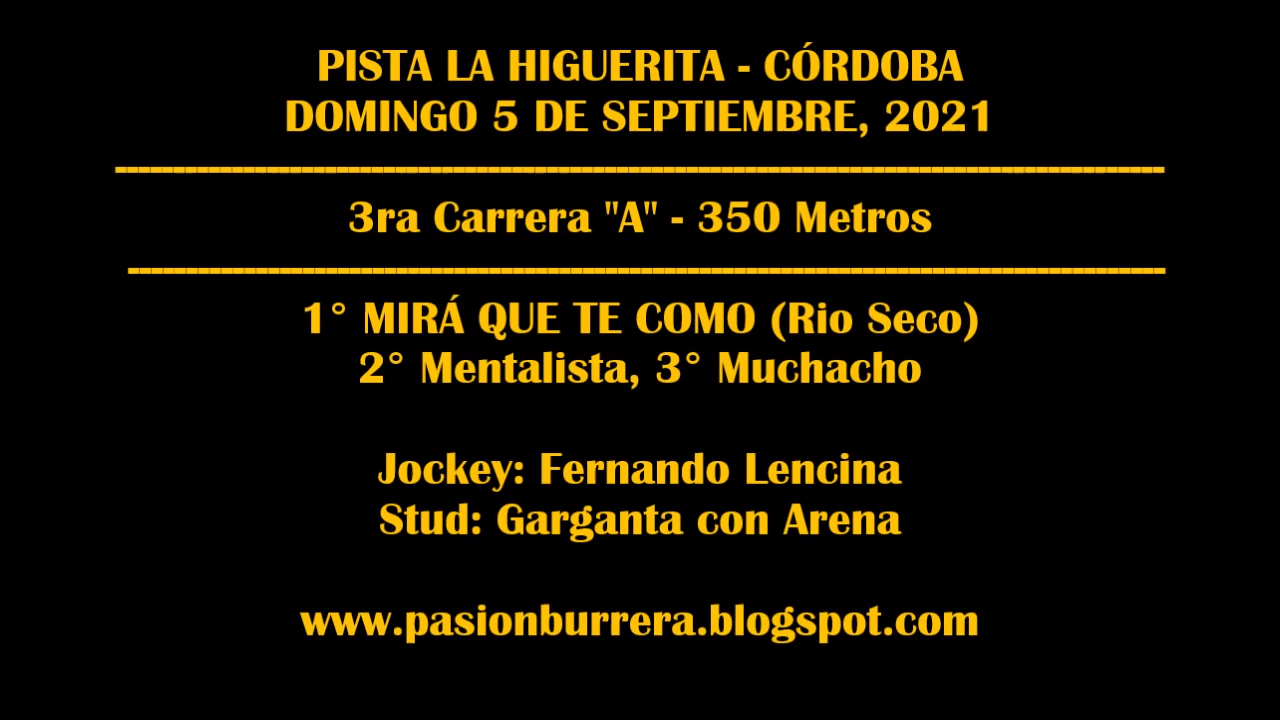 PISTA LA HIGUERITA - CÓRDOBA
DOMINGO 5 DE SEPTIEMBRE, 2021
3ra Carrera "A" - 350 Metros
1° MIRÁ QUE TE COMO (Rio Seco)
2° Mentalista, 3° Muchacho
Jockey: Fernando Lencina
Stud: Garganta con Arena
www.pasionburrera.blogspot.com